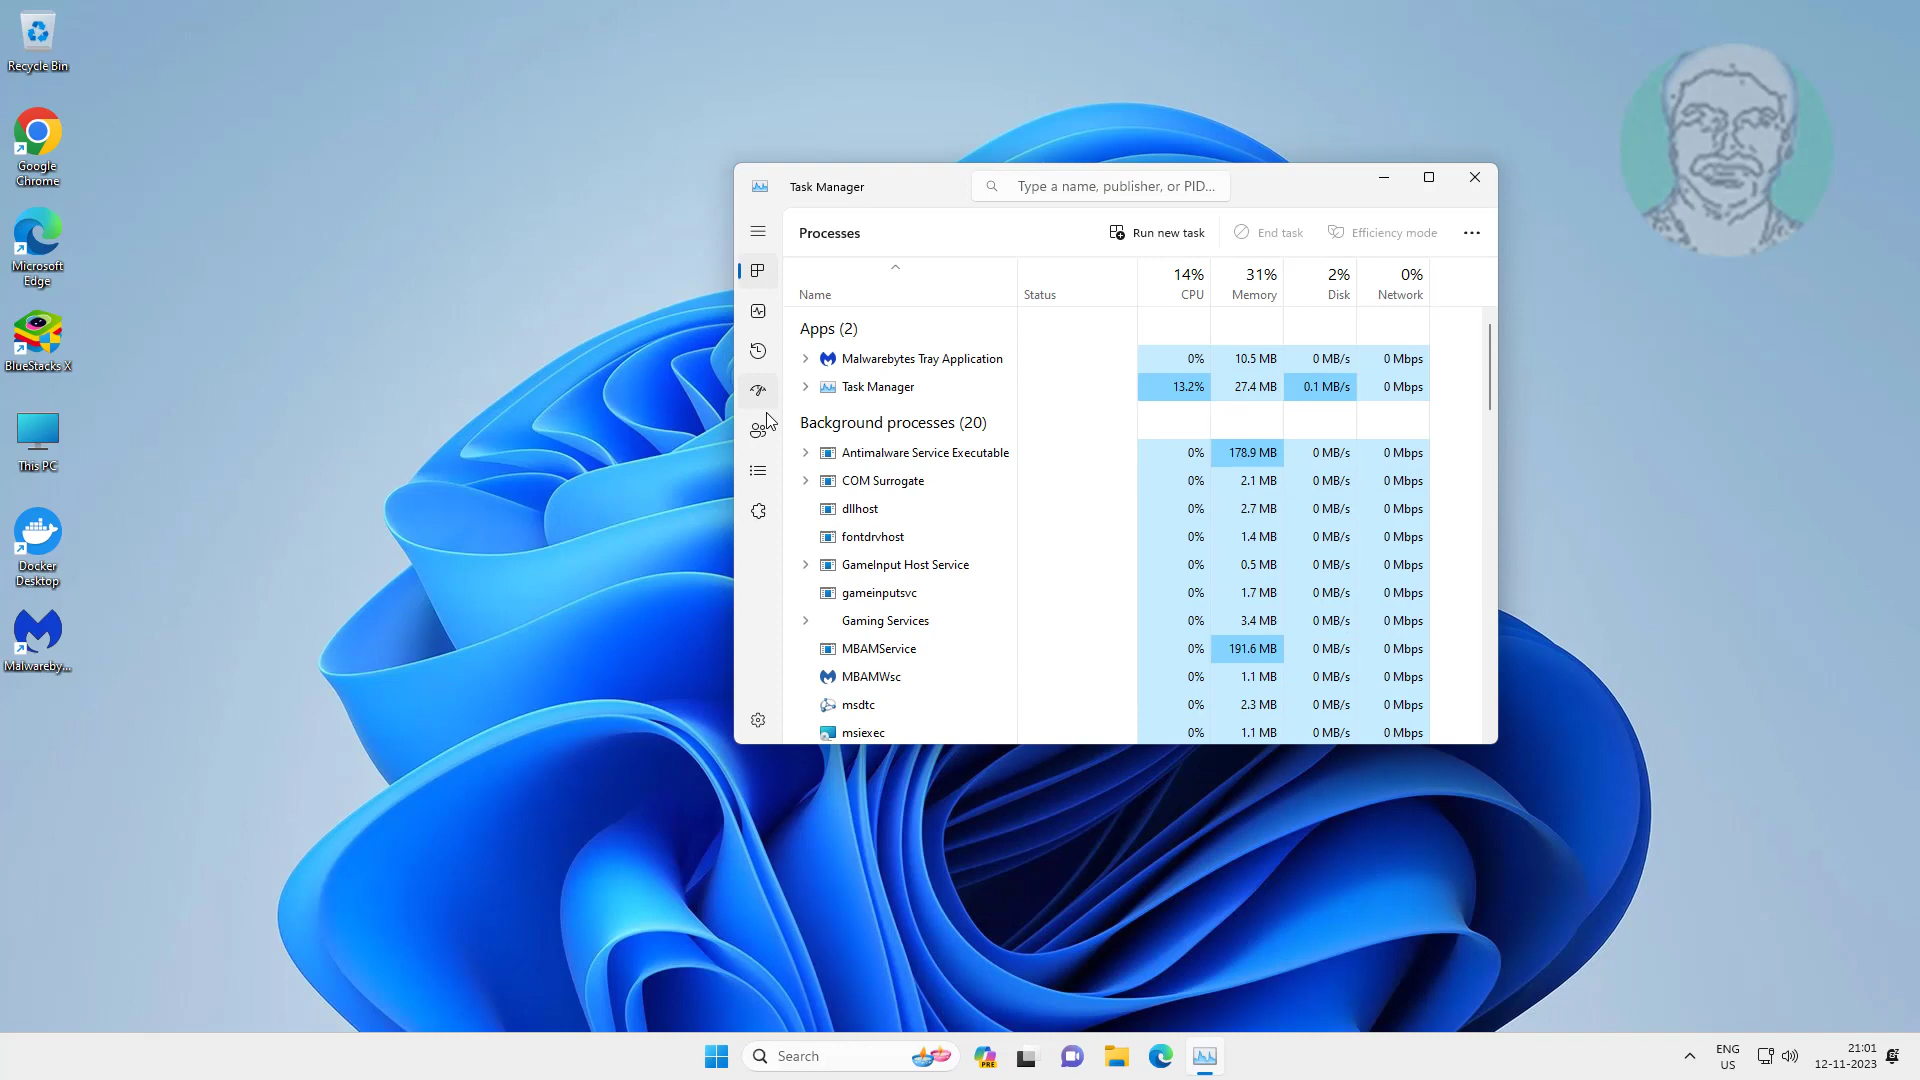 Recycle Bin
Google
Chrome
Microsoft
Edge
BlueStacks X
This PC
Docker
Desktop
Malwareby...
Task Manager
Type a name, publisher, or PID...
Processes
Run new task
End task
Efficiency mode
Name
Status
14%
CPU
31%
Memory
2%
Disk
0%
Network
Apps (2)
Malwarebytes Tray Application 0% 10.5 MB 0 MB/s 0 Mbps
Task Manager 13.2% 27.4 MB 0.1 MB/s 0 Mbps
Background processes (20)
Antimalware Service Executable 0% 178.9 MB 0 MB/s 0 Mbps
COM Surrogate 0% 2.1 MB 0 MB/s 0 Mbps
dllhost 0% 2.7 MB 0 MB/s 0 Mbps
fontdrvhost 0% 1.4 MB 0 MB/s 0 Mbps
GameInput Host Service 0% 0.5 MB 0 MB/s 0 Mbps
gameinputsvc 0% 1.7 MB 0 MB/s 0 Mbps
Gaming Services 0% 3.4 MB 0 MB/s 0 Mbps
MBAMService 0% 191.6 MB 0 MB/s 0 Mbps
MBAMWsc 0% 1.1 MB 0 MB/s 0 Mbps
msdtc 0% 2.3 MB 0 MB/s 0 Mbps
msiexec 0% 1.1 MB 0 MB/s 0 Mbps
Search
PRE
ENG
US
21:01
12-11-2023